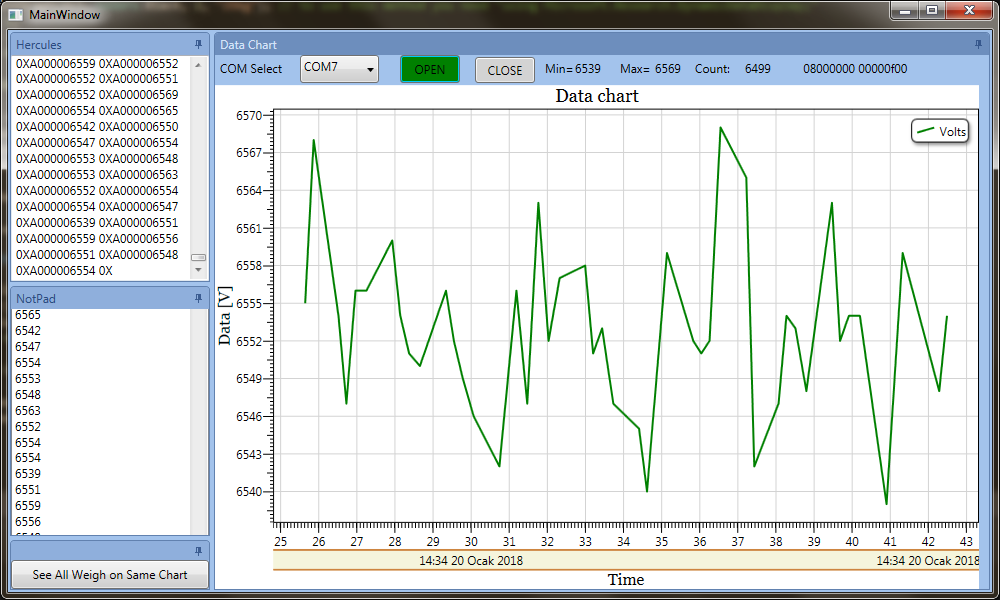 MainWindow
Hercules
0XA000006559 0XA000006552
0XA000006552 0XA000006551
0XA000006552 0XA000006569
0XA000006554 0XA000006565
0XA000006542 0XA000006550
0XA000006547 0XA000006554
0XA000006553 0XA000006548
0XA000006553 0XA000006563
0XA000006552 0XA000006554
0XA000006554 0XA000006547
0XA000006539 0XA000006551
0XA000006559 0XA000006556
0XA000006551 0XA000006548
0XA000006554 0X
NotPad
6565
6542
6547
6554
6553
6548
6563
6552
6554
6554
6539
6551
6559
6556
See All Weigh on Same Chart
Data Chart
COM Select COM7 OPEN CLOSE Min= 6539 Max= 6569 Count: 6499 08000000 00000f00
Data chart
Volts
Data [V]
6570
6567
6564
6561
6558
6555
6552
6549
6546
6543
6540
25 26 27 28 29 30 31 32 33 34 35 36 37 38 39 40 41 42 43
14:34 20 Ocak 2018 14:34 20 Ocak 2018
Time